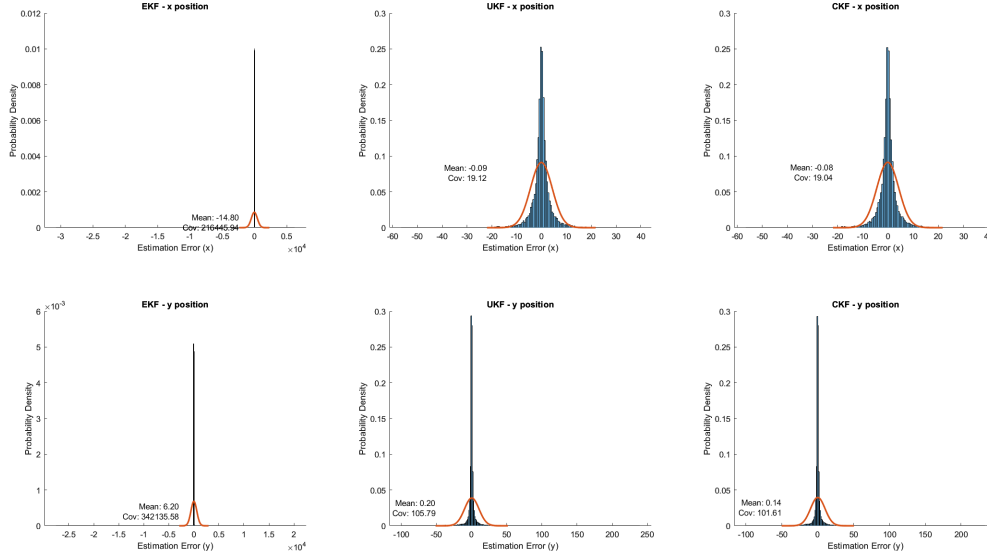 EKF - x position
0.012
0.01
0.008
0.006
0.004
0.002
0
Probability Density
Mean: -14.80
Cov: 216445.94
-3 -2.5 -2 -1.5 -1 -0.5 0 0.5
×10⁴
Estimation Error (x)
UKF - x position
0.3
0.25
0.2
0.15
0.1
0.05
0
Probability Density
Mean: -0.09
Cov: 19.12
-60 -50 -40 -30 -20 -10 0 10 20 30 40
Estimation Error (x)
CKF - x position
0.3
0.25
0.2
0.15
0.1
0.05
0
Probability Density
Mean: -0.08
Cov: 19.04
-60 -50 -40 -30 -20 -10 0 10 20 30 4
Estimation Error (x)
EKF - y position
×10⁻³
6
5
4
3
2
1
0
Probability Density
Mean: 6.20
Cov: 342135.58
-2.5 -2 -1.5 -1 -0.5 0 0.5 1 1.5 2
×10⁴
Estimation Error (y)
UKF - y position
0.3
0.25
0.2
0.15
0.1
0.05
0
Probability Density
Mean: 0.20
Cov: 105.79
-100 -50 0 50 100 150 200 250
Estimation Error (y)
CKF - y position
0.3
0.25
0.2
0.15
0.1
0.05
0
Probability Density
Mean: 0.14
Cov: 101.61
-100 -50 0 50 100 150 200
Estimation Error (y)